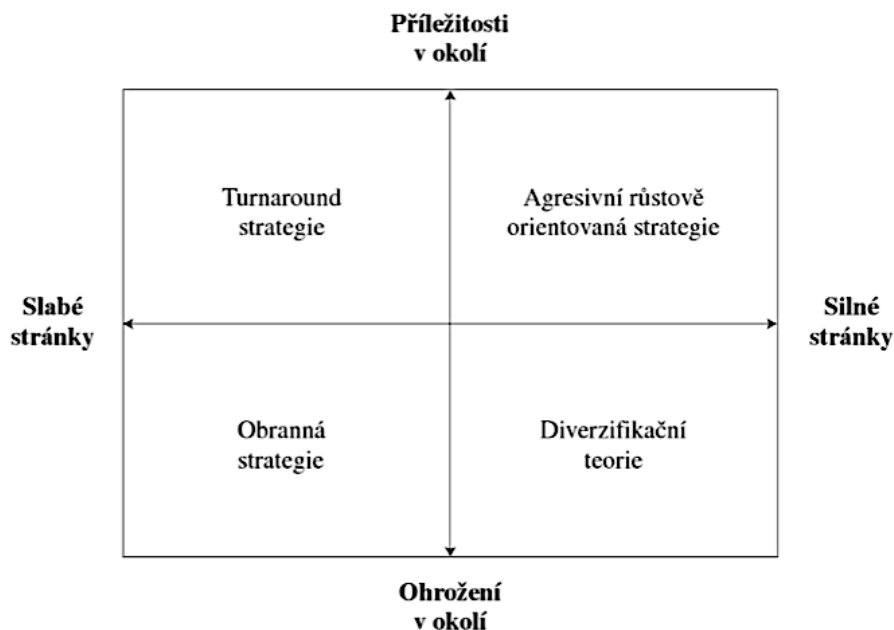 Příležitosti
v okolí
Turnaround
strategie
Agresivní růstově
orientovaná strategie
Slabé
stránky
Silné
stránky
Obranná
strategie
Diverzifikační
teorie
Ohrožení
v okolí